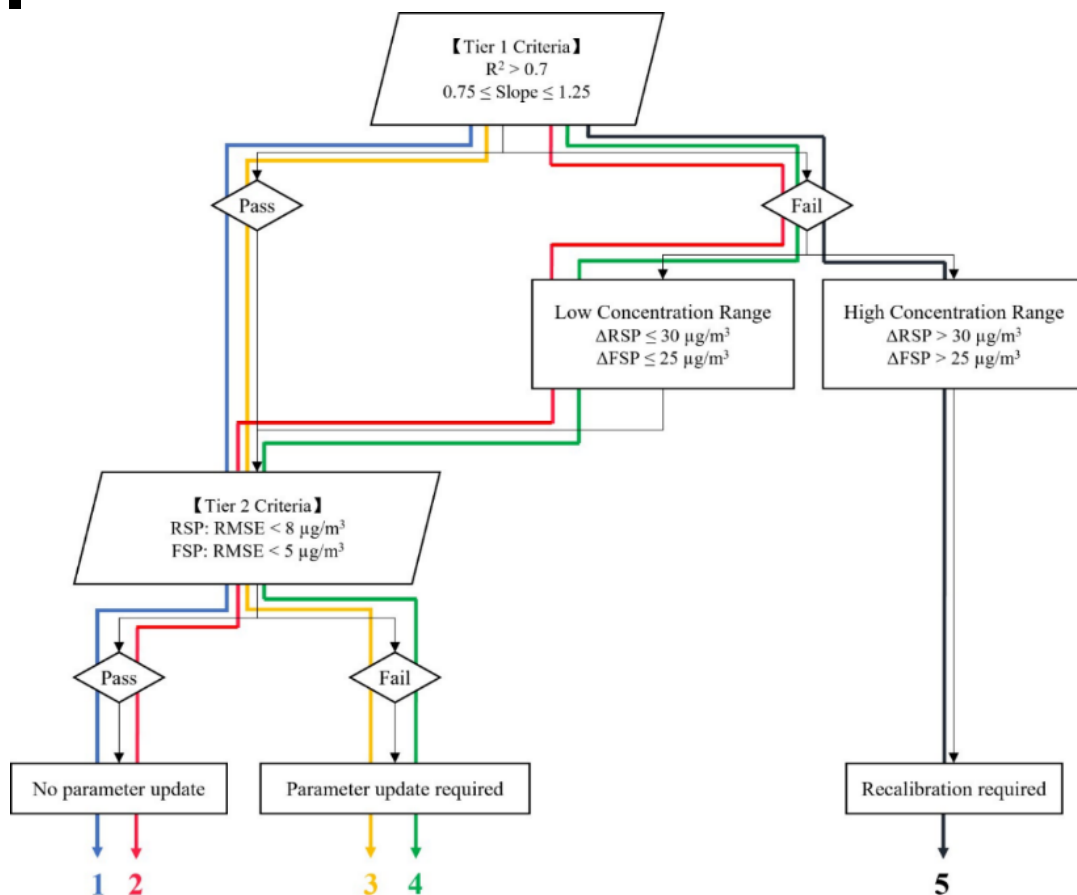 【Tier 1 Criteria】
R² > 0.7
0.75 ≤ Slope ≤ 1.25
Pass
Fail
Low Concentration Range
ΔRSP ≤ 30 µg/m³
ΔFSP ≤ 25 µg/m³
High Concentration Range
ΔRSP > 30 µg/m³
ΔFSP > 25 µg/m³
【Tier 2 Criteria】
RSP: RMSE < 8 µg/m³
FSP: RMSE < 5 µg/m³
Pass
Fail
No parameter update
Parameter update required
Recalibration required
1
2
3
4
5